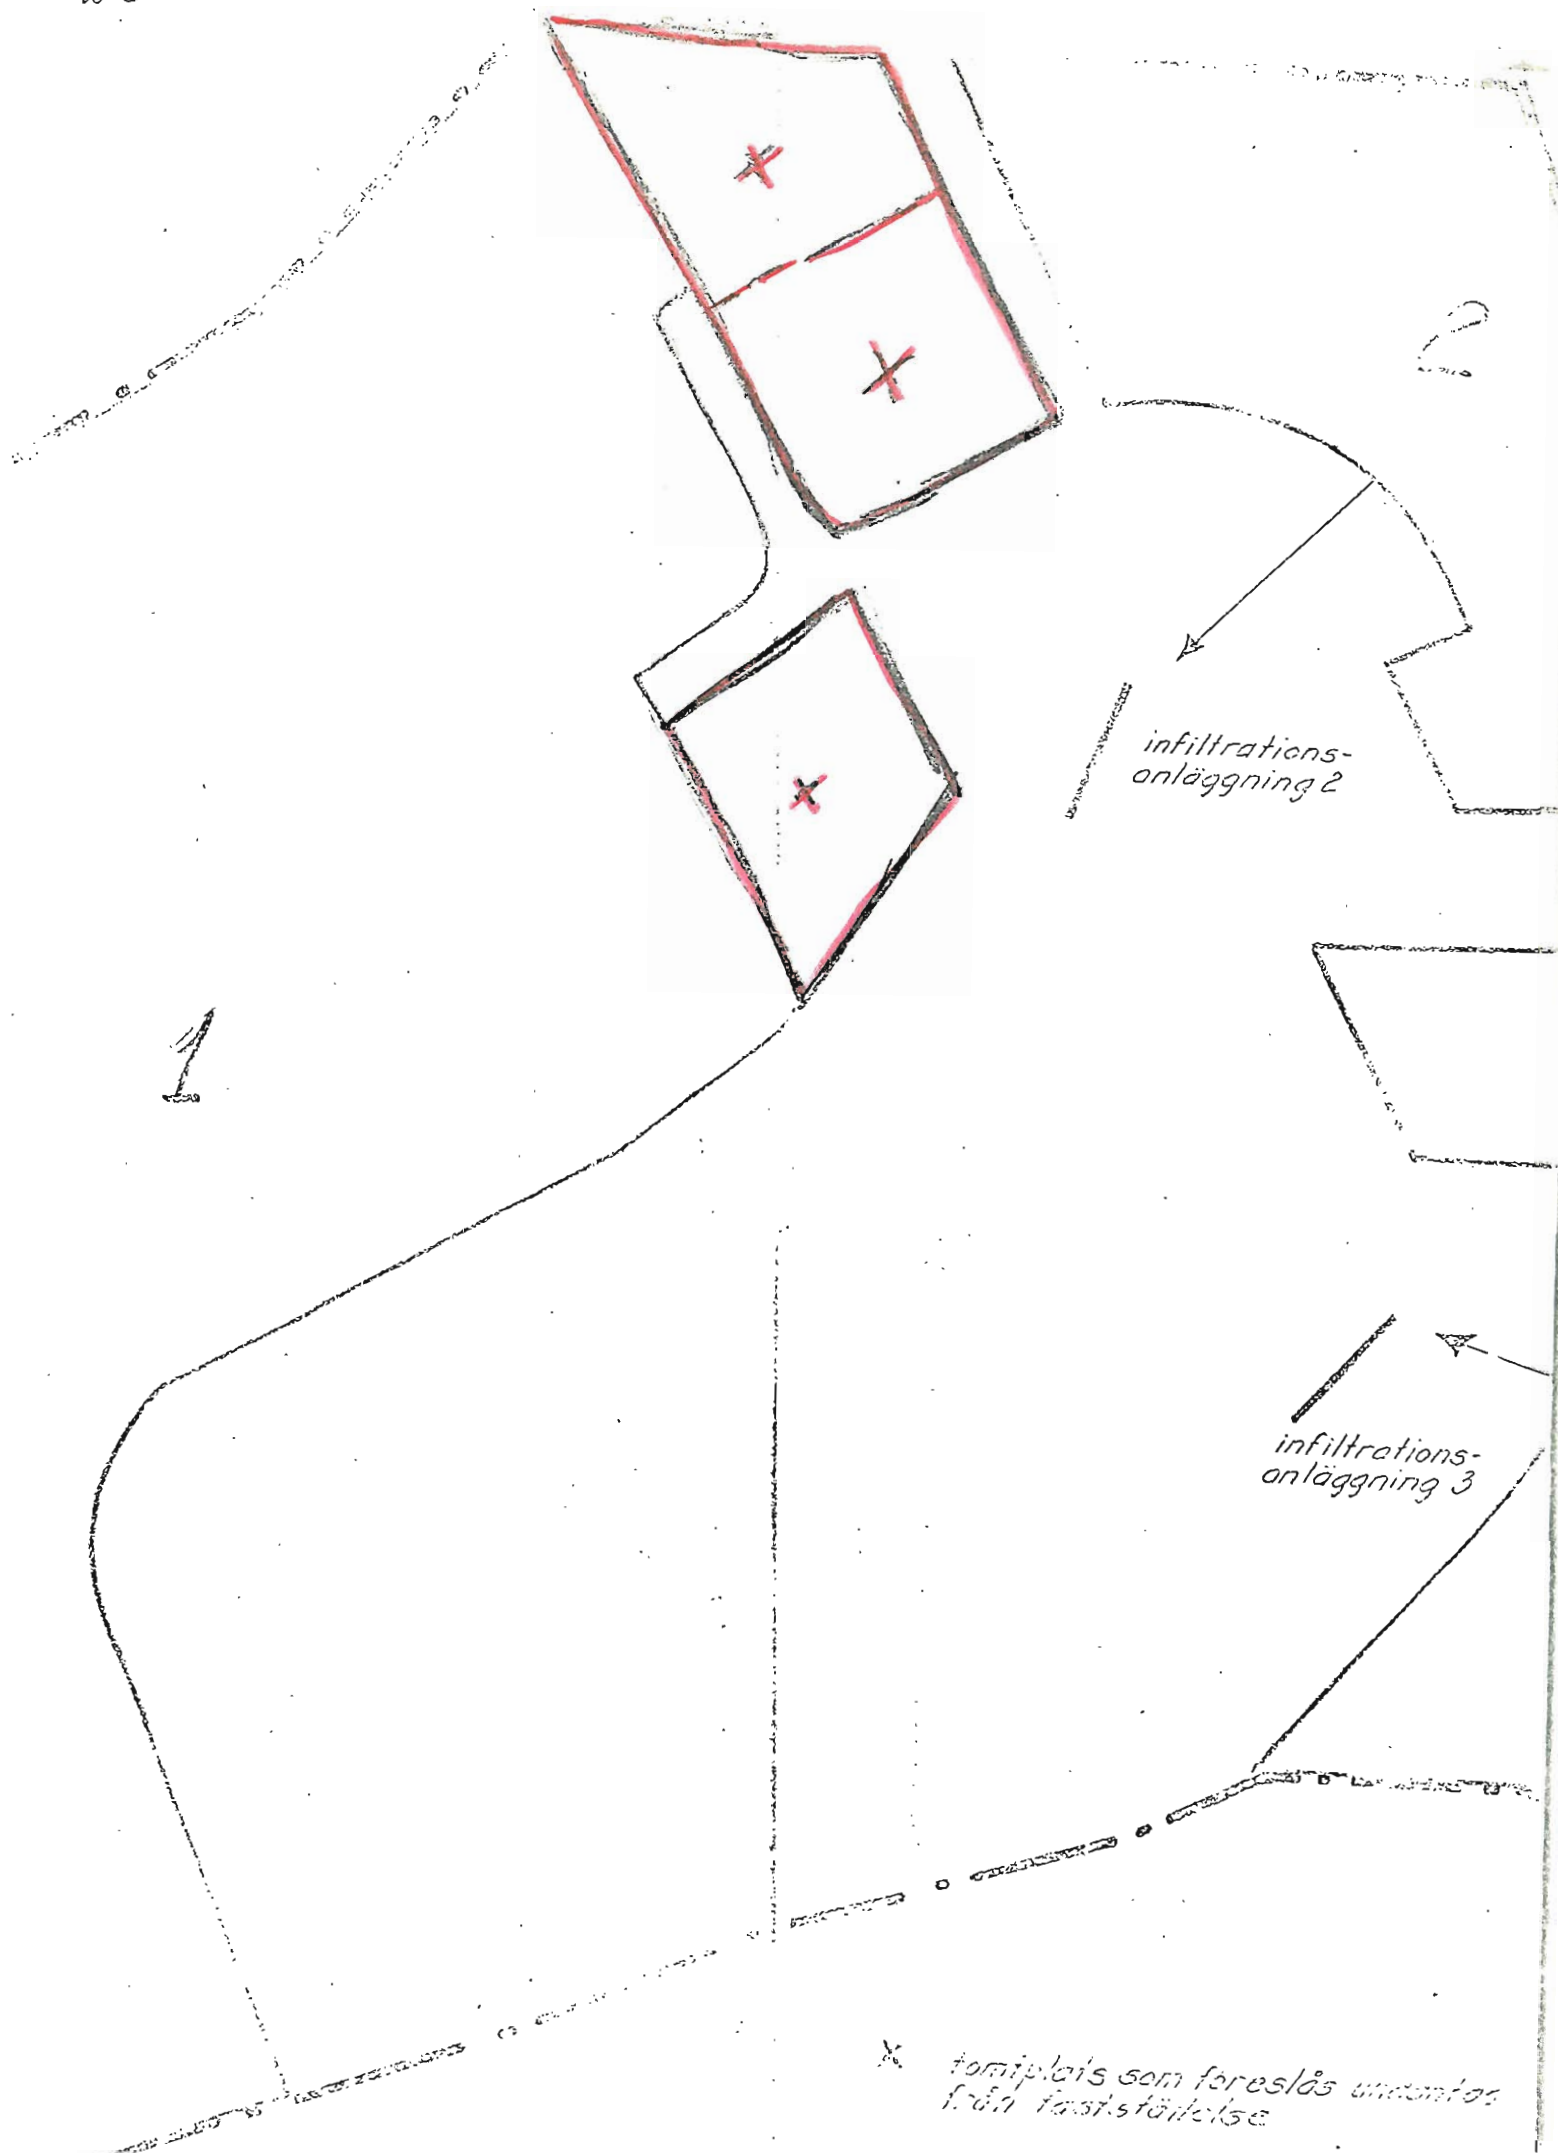 2
infiltrations-
anläggning 2
1
infiltrations-
anläggning 3
x tomtplats som föreslås undantas
från fastställelse